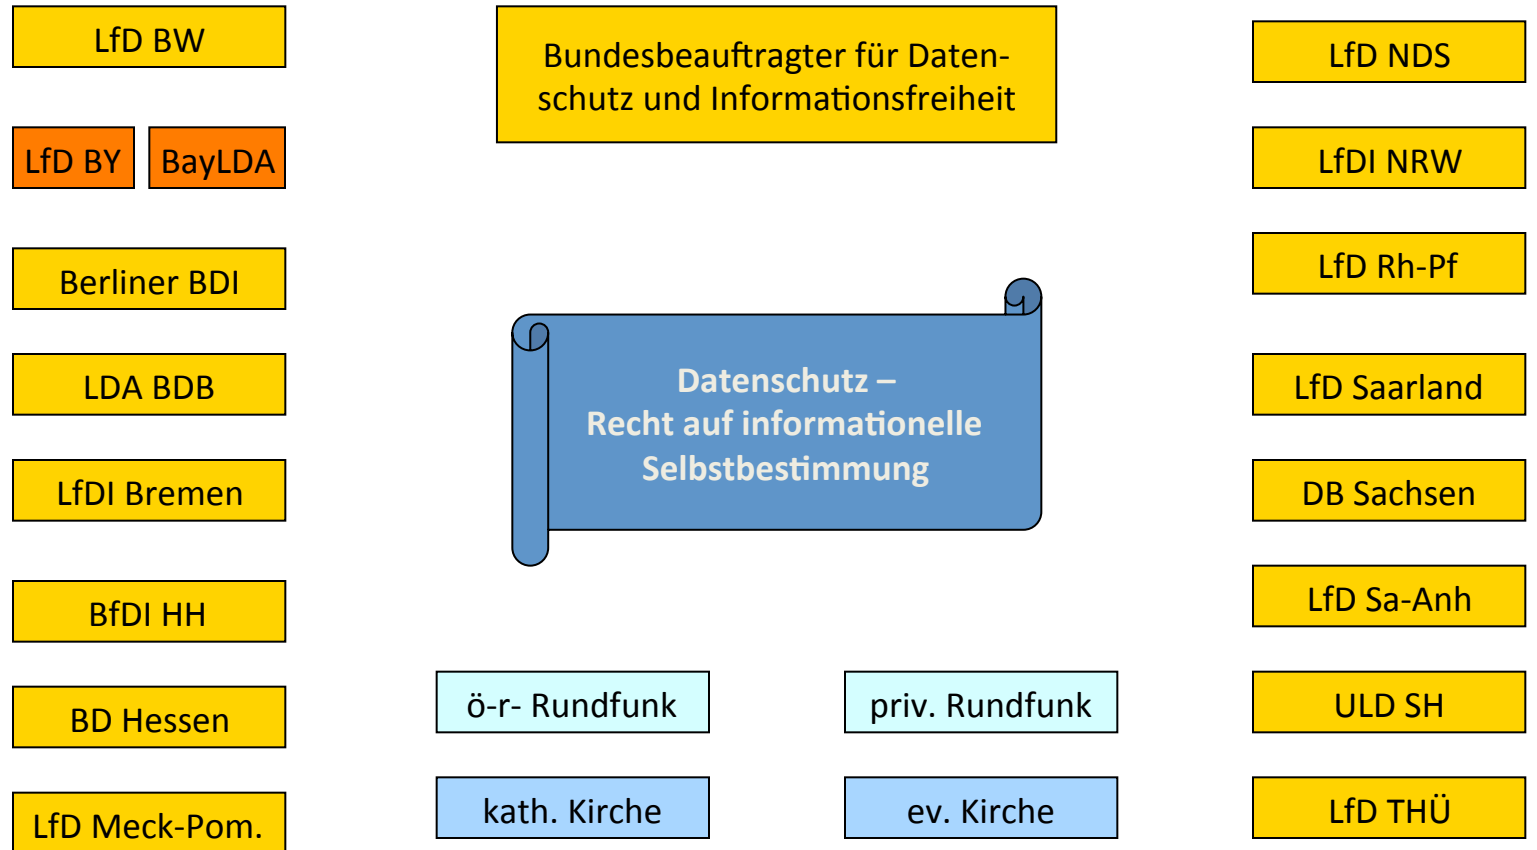 LfD BW
LfD BY
BayLDA
Berliner BDI
LDA BDB
LfDI Bremen
BfDI HH
BD Hessen
LfD Meck-Pom.
Bundesbeauftragter für Daten-
schutz und Informationsfreiheit
Datenschutz –
Recht auf informationelle
Selbstbestimmung
ö-r- Rundfunk
priv. Rundfunk
kath. Kirche
ev. Kirche
LfD NDS
LfDI NRW
LfD Rh-Pf
LfD Saarland
DB Sachsen
LfD Sa-Anh
ULD SH
LfD THÜ